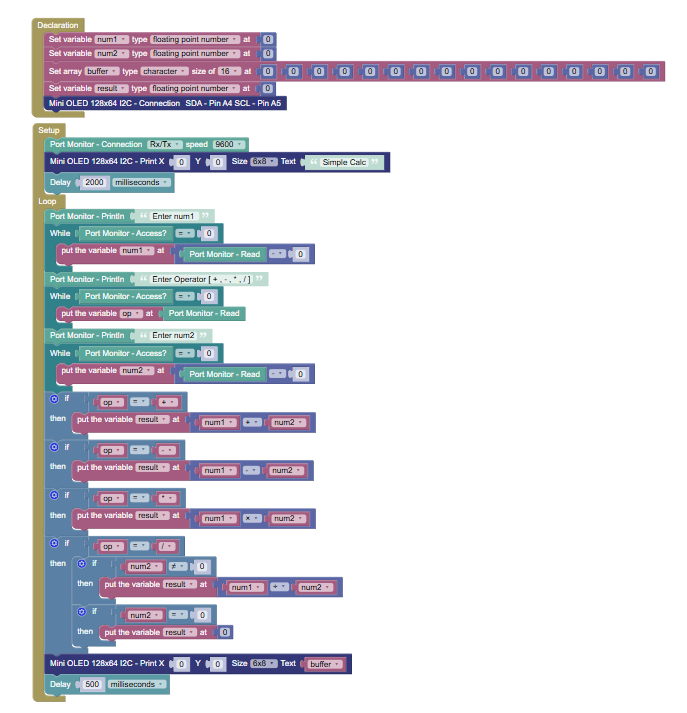 Declaration
Set variable num1 type floating point number at 0
Set variable num2 type floating point number at 0
Set array buffer type character size of 16 at 0 0 0 0 0 0 0 0 0 0 0 0 0 0 0 0
Set variable result type floating point number at 0
Mini OLED 128x64 I2C - Connection SDA - Pin A4 SCL - Pin A5
Setup
Port Monitor - Connection Rx/Tx speed 9600
Mini OLED 128x64 I2C - Print X 0 Y 0 Size 6x8 Text “ Simple Calc ”
Delay 2000 milliseconds
Loop
Port Monitor - Println “ Enter num1 ”
While Port Monitor - Access? = 0
put the variable num1 at Port Monitor - Read - 0
Port Monitor - Println “ Enter Operator [ + , - , * , / ] ”
While Port Monitor - Access? = 0
put the variable op at Port Monitor - Read
Port Monitor - Println “ Enter num2 ”
While Port Monitor - Access? = 0
put the variable num2 at Port Monitor - Read - 0
if op = +
then put the variable result at num1 + num2
if op = -
then put the variable result at num1 - num2
if op = *
then put the variable result at num1 × num2
if op = /
then if num2 ≠ 0
then put the variable result at num1 ÷ num2
if num2 = 0
then put the variable result at 0
Mini OLED 128x64 I2C - Print X 0 Y 0 Size 6x8 Text buffer
Delay 500 milliseconds